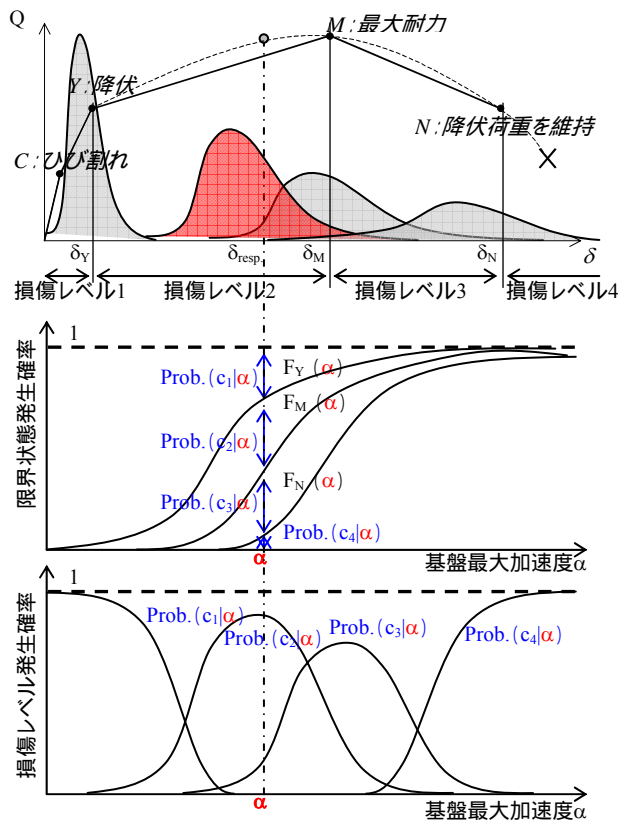 Q
M:最大耐力
Y:降伏
N:降伏荷重を維持
C:ひび割れ
δY δresp. δM δN δ
損傷レベル1 損傷レベル2 損傷レベル3 損傷レベル4
1
限界状態発生確率
Prob.(c1|α) FY (α)
FM (α)
Prob.(c2|α)
FN (α)
Prob.(c3|α)
Prob.(c4|α)
α
基盤最大加速度α
1
損傷レベル発生確率
Prob.(c1|α) Prob.(c2|α) Prob.(c3|α) Prob.(c4|α)
α
基盤最大加速度α